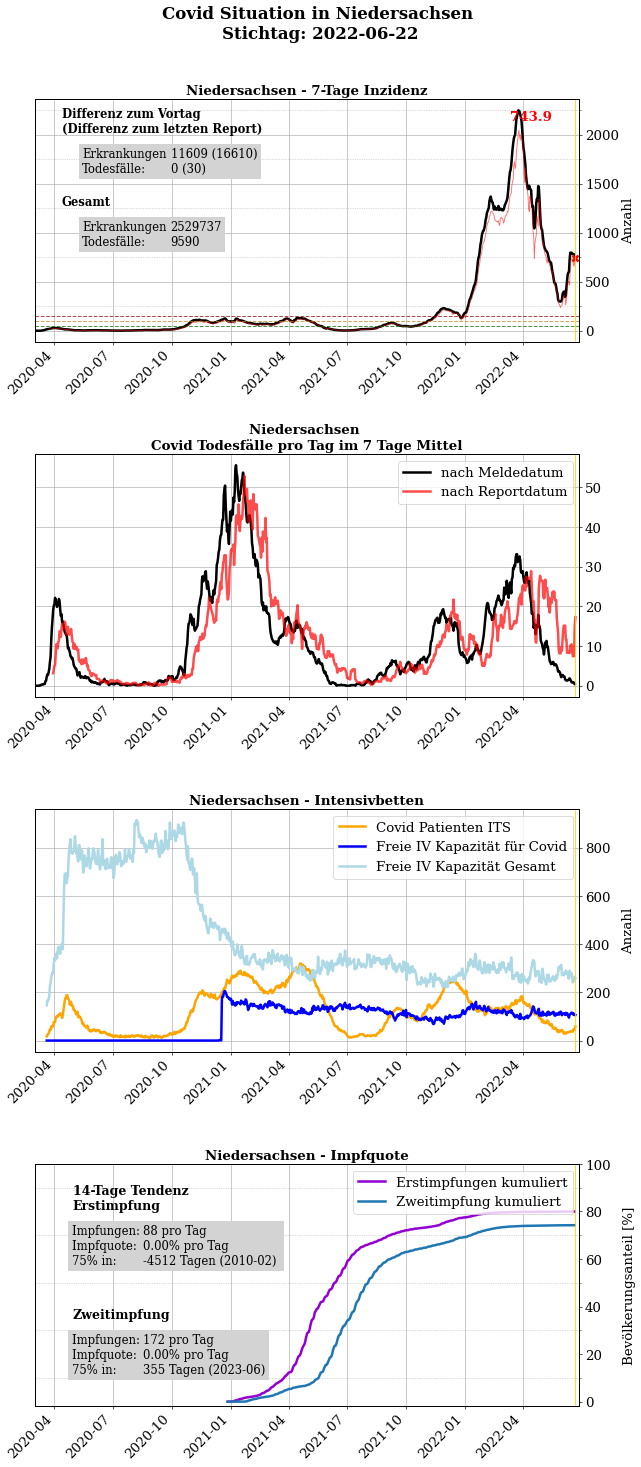 Covid Situation in Niedersachsen
Stichtag: 2022-06-22
Niedersachsen - 7-Tage Inzidenz
Differenz zum Vortag
(Differenz zum letzten Report)
Erkrankungen 11609 (16610)
Todesfälle: 0 (30)
Gesamt
Erkrankungen 2529737
Todesfälle: 9590
743.9
2000
1500
1000
500
0
Anzahl
2020-04
2020-07
2020-10
2021-01
2021-04
2021-07
2021-10
2022-01
2022-04
Niedersachsen
Covid Todesfälle pro Tag im 7 Tage Mittel
nach Meldedatum
nach Reportdatum
50
40
30
20
10
0
2020-04
2020-07
2020-10
2021-01
2021-04
2021-07
2021-10
2022-01
2022-04
Niedersachsen - Intensivbetten
Covid Patienten ITS
Freie IV Kapazität für Covid
Freie IV Kapazität Gesamt
800
600
400
200
0
Anzahl
2020-04
2020-07
2020-10
2021-01
2021-04
2021-07
2021-10
2022-01
2022-04
Niedersachsen - Impfquote
14-Tage Tendenz
Erstimpfung
Impfungen: 88 pro Tag
Impfquote: 0.00% pro Tag
75% in: -4512 Tagen (2010-02)
Zweitimpfung
Impfungen: 172 pro Tag
Impfquote: 0.00% pro Tag
75% in: 355 Tagen (2023-06)
Erstimpfungen kumuliert
Zweitimpfung kumuliert
100
80
60
40
20
0
Bevölkerungsanteil [%]
2020-04
2020-07
2020-10
2021-01
2021-04
2021-07
2021-10
2022-01
2022-04